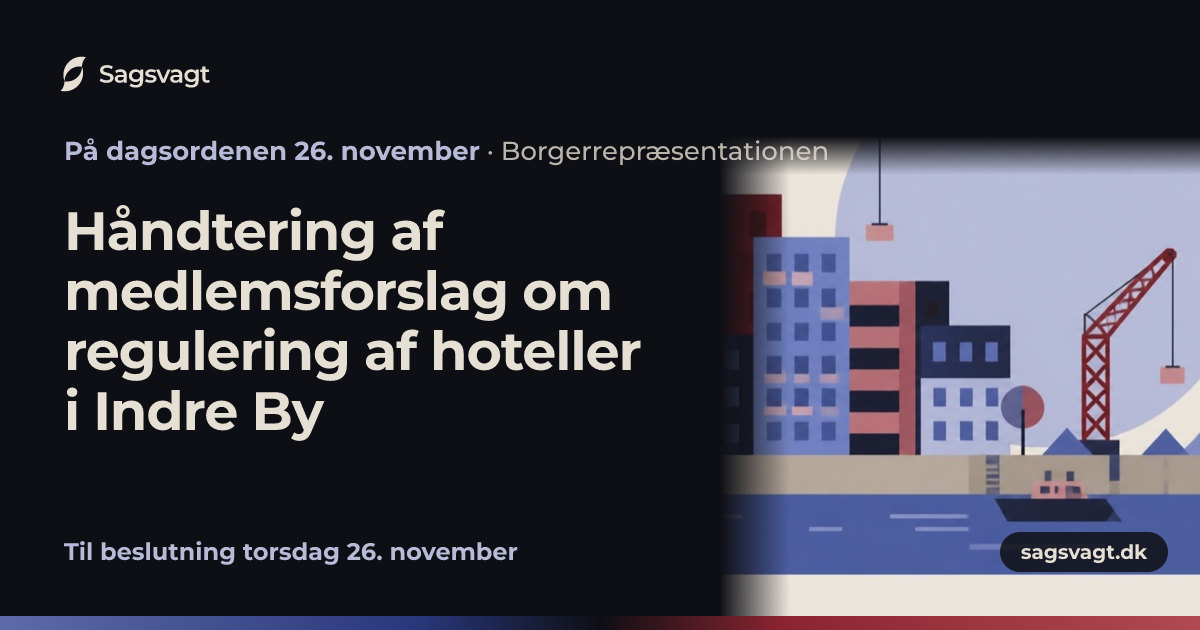 Sagsvagt
På dagsordenen 26. november · Borgerrepræsentationen
Håndtering af
medlemsforslag om
regulering af hoteller
i Indre By
Til beslutning torsdag 26. november
sagsvagt.dk